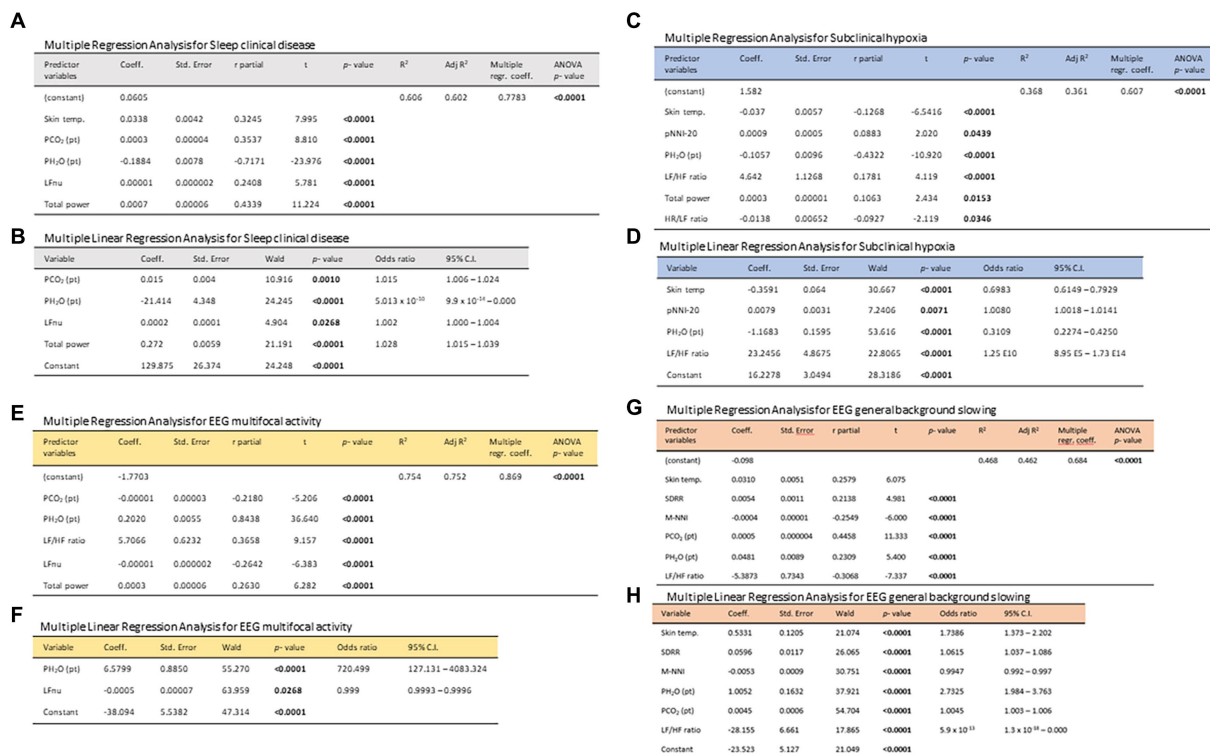 A
Multiple Regression Analysis for Sleep clinical disease
Predictor variables Coeff. Std. Error r partial t p- value R² Adj R² Multiple regr. coeff. ANOVA p- value
(constant) 0.0605 0.606 0.602 0.7783 <0.0001
Skin temp. 0.0338 0.0042 0.3245 7.995 <0.0001
PCO₂ (pt) 0.0003 0.00004 0.3537 8.810 <0.0001
PH₂O (pt) -0.1884 0.0078 -0.7171 -23.976 <0.0001
LFnu 0.00001 0.000002 0.2408 5.781 <0.0001
Total power 0.0007 0.00006 0.4339 11.224 <0.0001
B
Multiple Linear Regression Analysis for Sleep clinical disease
Variable Coeff. Std. Error Wald p- value Odds ratio 95% C.I.
PCO₂ (pt) 0.015 0.004 10.916 0.0010 1.015 1.006 – 1.024
PH₂O (pt) -21.414 4.348 24.245 <0.0001 5.013 x 10⁻¹⁰ 9.9 x 10⁻¹⁴ – 0.000
LFnu 0.0002 0.0001 4.904 0.0268 1.002 1.000 – 1.004
Total power 0.272 0.0059 21.191 <0.0001 1.028 1.015 – 1.039
Constant 129.875 26.374 24.248 <0.0001
C
Multiple Regression Analysis for Subclinical hypoxia
Predictor variables Coeff. Std. Error r partial t p- value R² Adj R² Multiple regr. coeff. ANOVA p- value
(constant) 1.582 0.368 0.361 0.607 <0.0001
Skin temp. -0.037 0.0057 -0.1268 -6.5416 <0.0001
pNNI-20 0.0009 0.0005 0.0883 2.020 0.0439
PH₂O (pt) -0.1057 0.0096 -0.4322 -10.920 <0.0001
LF/HF ratio 4.642 1.1268 0.1781 4.119 <0.0001
Total power 0.0003 0.00001 0.1063 2.434 0.0153
HR/LF ratio -0.0138 0.00652 -0.0927 -2.119 0.0346
D
Multiple Linear Regression Analysis for Subclinical hypoxia
Variable Coeff. Std. Error Wald p- value Odds ratio 95% C.I.
Skin temp -0.3591 0.064 30.667 <0.0001 0.6983 0.6149 – 0.7929
pNNI-20 0.0079 0.0031 7.2406 0.0071 1.0080 1.0018 – 1.0141
PH₂O (pt) -1.1683 0.1595 53.616 <0.0001 0.3109 0.2274 – 0.4250
LF/HF ratio 23.2456 4.8675 22.8065 <0.0001 1.25 E10 8.95 E5 – 1.73 E14
Constant 16.2278 3.0494 28.3186 <0.0001
E
Multiple Regression Analysis for EEG multifocal activity
Predictor variables Coeff. Std. Error r partial t p- value R² Adj R² Multiple regr. coeff. ANOVA p- value
(constant) -1.7703 0.754 0.752 0.869 <0.0001
PCO₂ (pt) -0.00001 0.00003 -0.2180 -5.206 <0.0001
PH₂O (pt) 0.2020 0.0055 0.8438 36.640 <0.0001
LF/HF ratio 5.7066 0.6232 0.3658 9.157 <0.0001
LFnu -0.00001 0.000002 -0.2642 -6.383 <0.0001
Total power 0.0003 0.00006 0.2630 6.282 <0.0001
F
Multiple Linear Regression Analysis for EEG multifocal activity
Variable Coeff. Std. Error Wald p- value Odds ratio 95% C.I.
PH₂O (pt) 6.5799 0.8850 55.270 <0.0001 720.499 127.131 – 4083.324
LFnu -0.0005 0.00007 63.959 0.0268 0.999 0.9993 – 0.9996
Constant -38.094 5.5382 47.314 <0.0001
G
Multiple Regression Analysis for EEG general background slowing
Predictor variables Coeff. Std. Error r partial t p- value R² Adj R² Multiple regr. coeff. ANOVA p- value
(constant) -0.098 0.468 0.462 0.684 <0.0001
Skin temp. 0.0310 0.0051 0.2579 6.075
SDRR 0.0054 0.0011 0.2138 4.981 <0.0001
M-NNI -0.0004 0.00001 -0.2549 -6.000 <0.0001
PCO₂ (pt) 0.0005 0.000004 0.4458 11.333 <0.0001
PH₂O (pt) 0.0481 0.0089 0.2309 5.400 <0.0001
LF/HF ratio -5.3873 0.7343 -0.3068 -7.337 <0.0001
H
Multiple Linear Regression Analysis for EEG general background slowing
Variable Coeff. Std. Error Wald p- value Odds ratio 95% C.I.
Skin temp. 0.5331 0.1205 21.074 <0.0001 1.7386 1.373 – 2.202
SDRR 0.0596 0.0117 26.065 <0.0001 1.0615 1.037 – 1.086
M-NNI -0.0053 0.0009 30.751 <0.0001 0.9947 0.992 – 0.997
PH₂O (pt) 1.0052 0.1632 37.921 <0.0001 2.7325 1.984 – 3.763
PCO₂ (pt) 0.0045 0.0006 54.704 <0.0001 1.0045 1.003 – 1.006
LF/HF ratio -28.155 6.661 17.865 <0.0001 5.9 x 10⁻¹³ 1.3 x 10⁻¹⁸ – 0.000
Constant -23.523 5.127 21.049 <0.0001